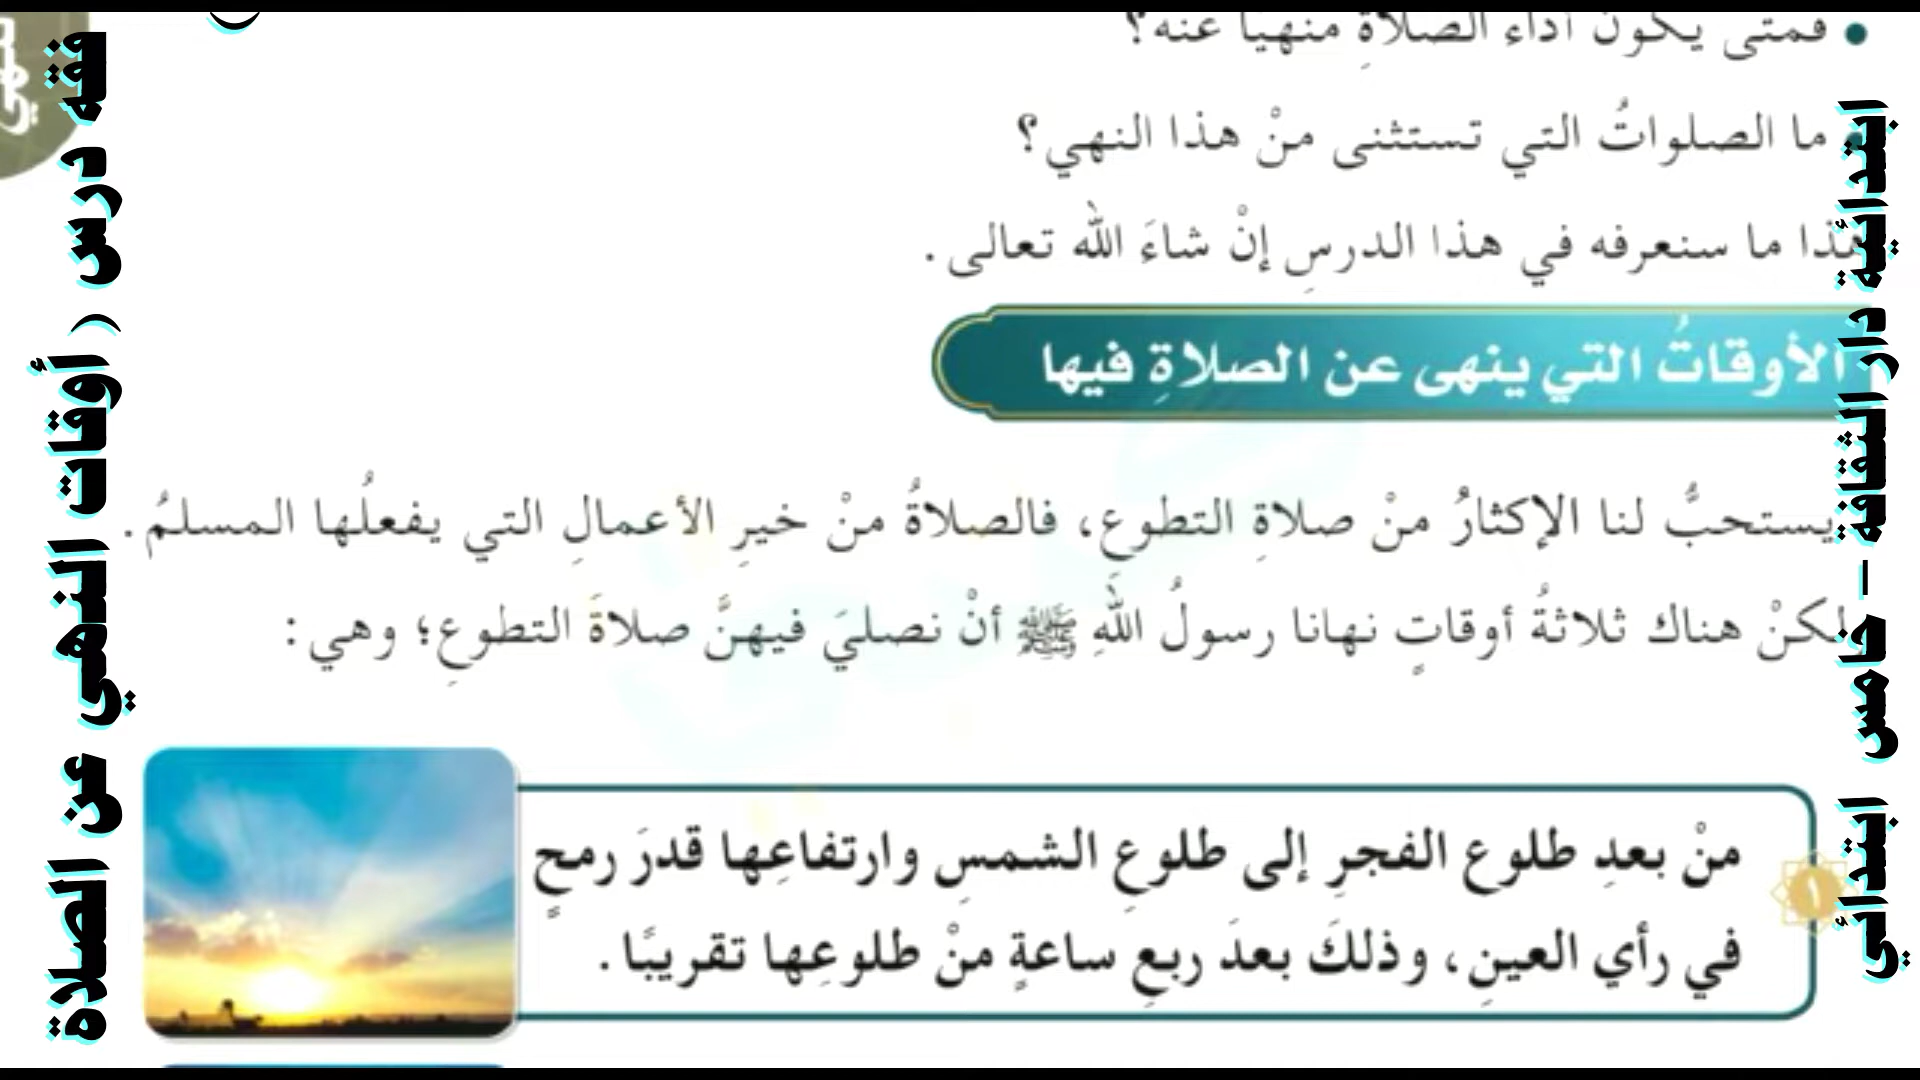 فمتى يكون أداء الصلاةِ منهيا عنه؟
ما الصلواتُ التي تستثنى منْ هذا النهي؟
هذا ما سنعرفه في هذا الدرسِ إنْ شاءَ الله تعالى.
الأوقاتُ التي ينهى عن الصلاةِ فيها
يستحبُّ لنا الإكثارُ منْ صلاةِ التطوع، فالصلاةُ منْ خيرِ الأعمالِ التي يفعلُها المسلمُ.
لكنْ هناك ثلاثةُ أوقاتٍ نهانا رسولُ اللهِ ﷺ أنْ نصليَ فيهنَّ صلاةَ التطوعِ؛ وهي:
١
منْ بعدِ طلوع الفجرِ إلى طلوعِ الشمسِ وارتفاعِها قدرَ رمحٍ
في رأي العينِ، وذلكَ بعدَ ربعِ ساعةٍ منْ طلوعِها تقريبًا.
ابتدائية دار الثقافة – خامس ابتدائي
فقه درس (أوقات النهي عن الصلاة
)